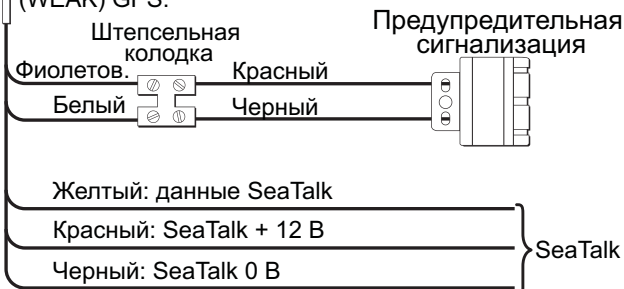 (WEAK) GPS.
Штепсельная
колодка
Предупредительная
сигнализация
Фиолетов.
Красный
Белый
Черный
Желтый: данные SeaTalk
Красный: SeaTalk + 12 В
SeaTalk
Черный: SeaTalk 0 В